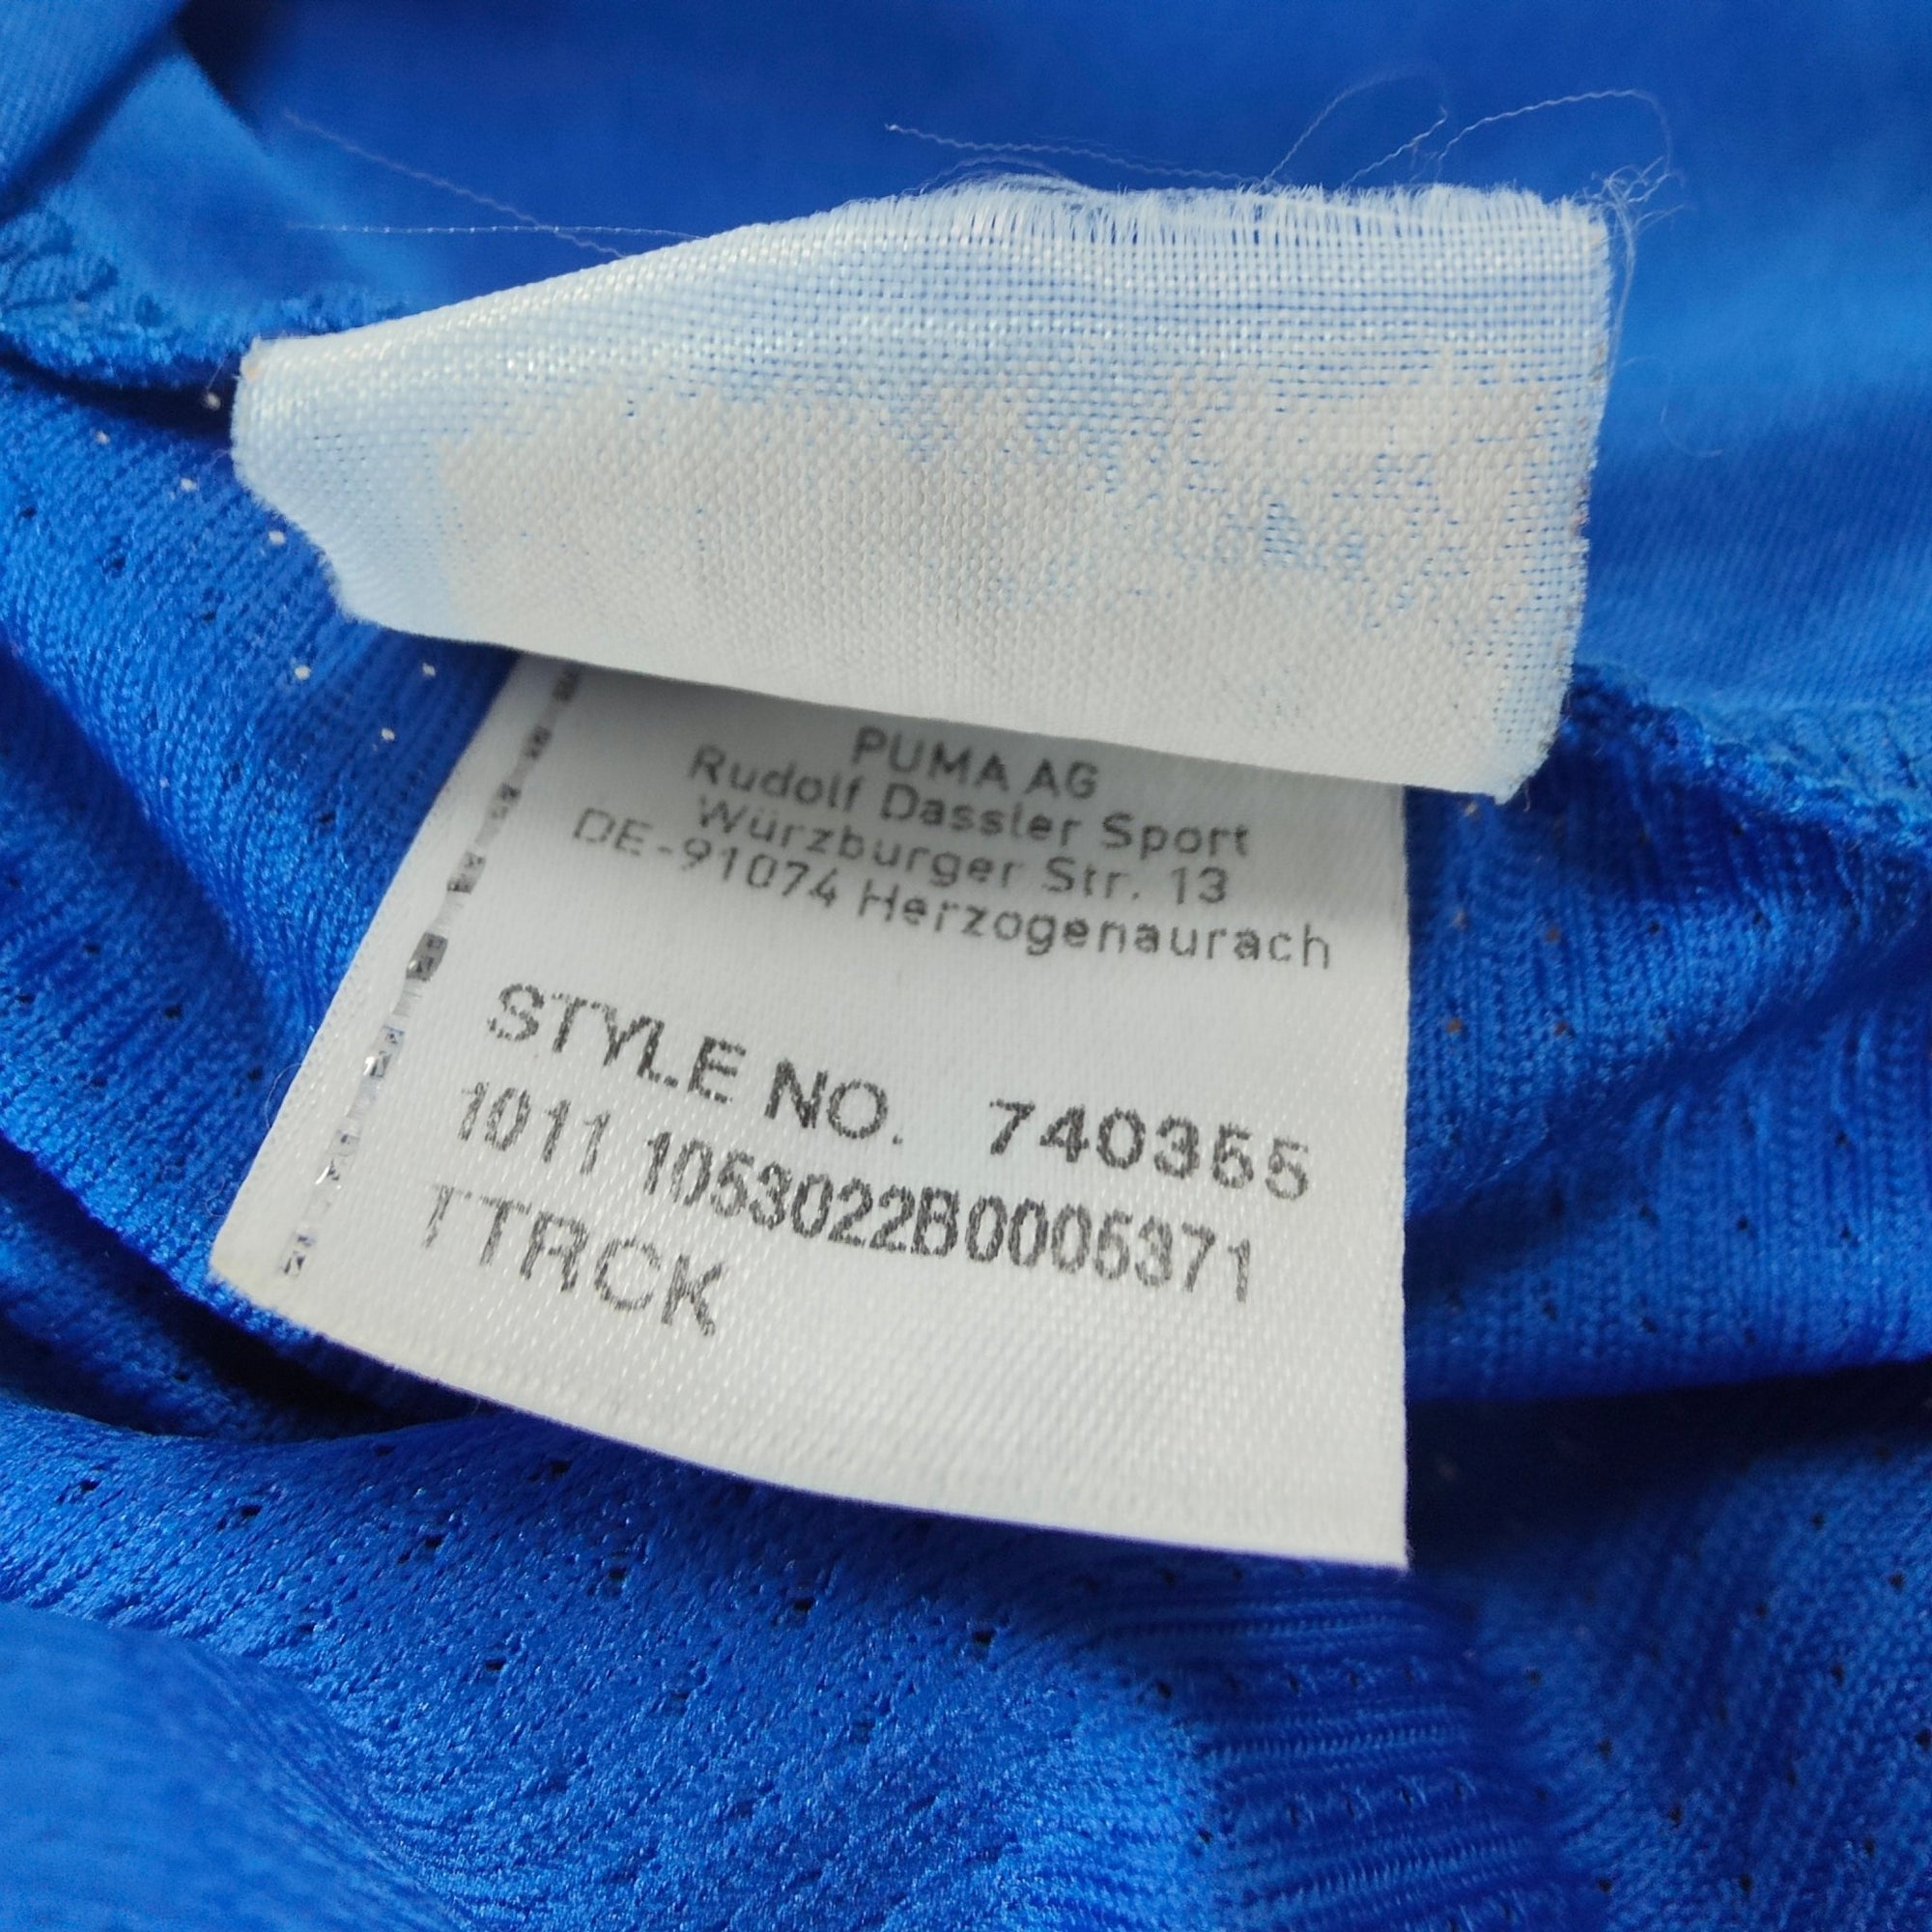 PUMA AG
Rudolf Dassler Sport
Würzburger Str. 13
DE-91074 Herzogenaurach
STYLE NO. 740355
1011 1053022B0005371
TTRCK